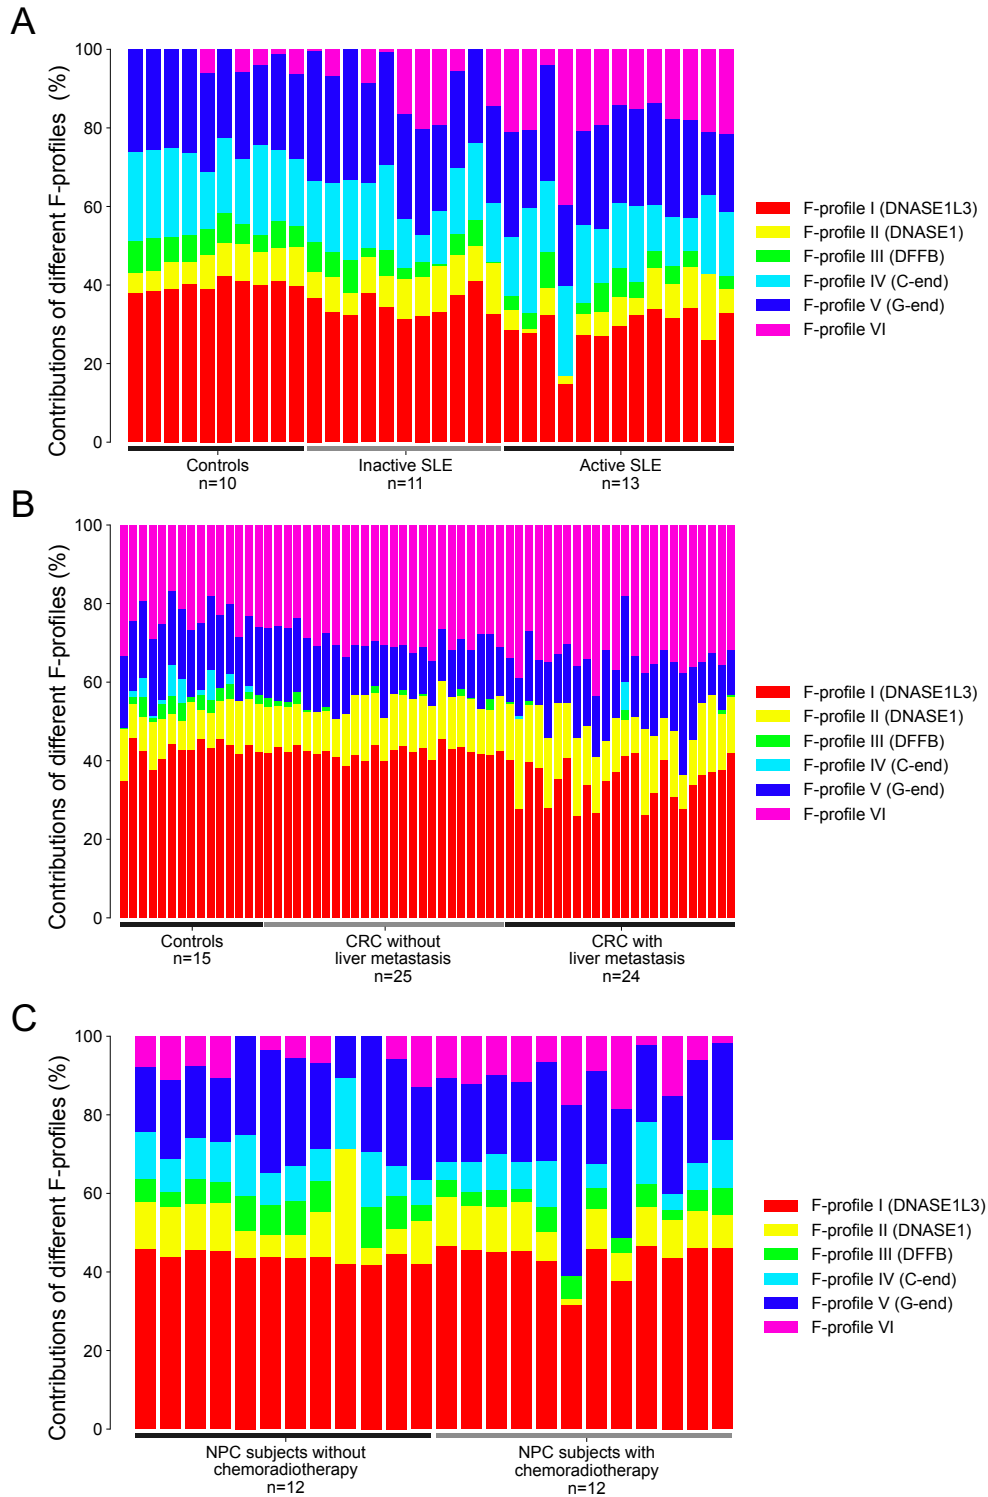 A
Contributions of different F-profiles (%)
100
80
60
40
20
0
Controls
n=10
Inactive SLE
n=11
Active SLE
n=13
F-profile I (DNASE1L3)
F-profile II (DNASE1)
F-profile III (DFFB)
F-profile IV (C-end)
F-profile V (G-end)
F-profile VI
B
Contributions of different F-profiles (%)
100
80
60
40
20
0
Controls
n=15
CRC without
liver metastasis
n=25
CRC with
liver metastasis
n=24
F-profile I (DNASE1L3)
F-profile II (DNASE1)
F-profile III (DFFB)
F-profile IV (C-end)
F-profile V (G-end)
F-profile VI
C
Contributions of different F-profiles (%)
100
80
60
40
20
0
NPC subjects without
chemoradiotherapy
n=12
NPC subjects with
chemoradiotherapy
n=12
F-profile I (DNASE1L3)
F-profile II (DNASE1)
F-profile III (DFFB)
F-profile IV (C-end)
F-profile V (G-end)
F-profile VI